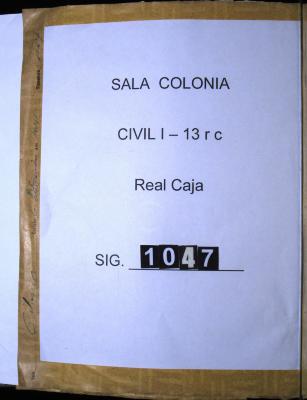 SALA COLONIA
CIVIL I – 13 r c
Real Caja
SIG. 1047